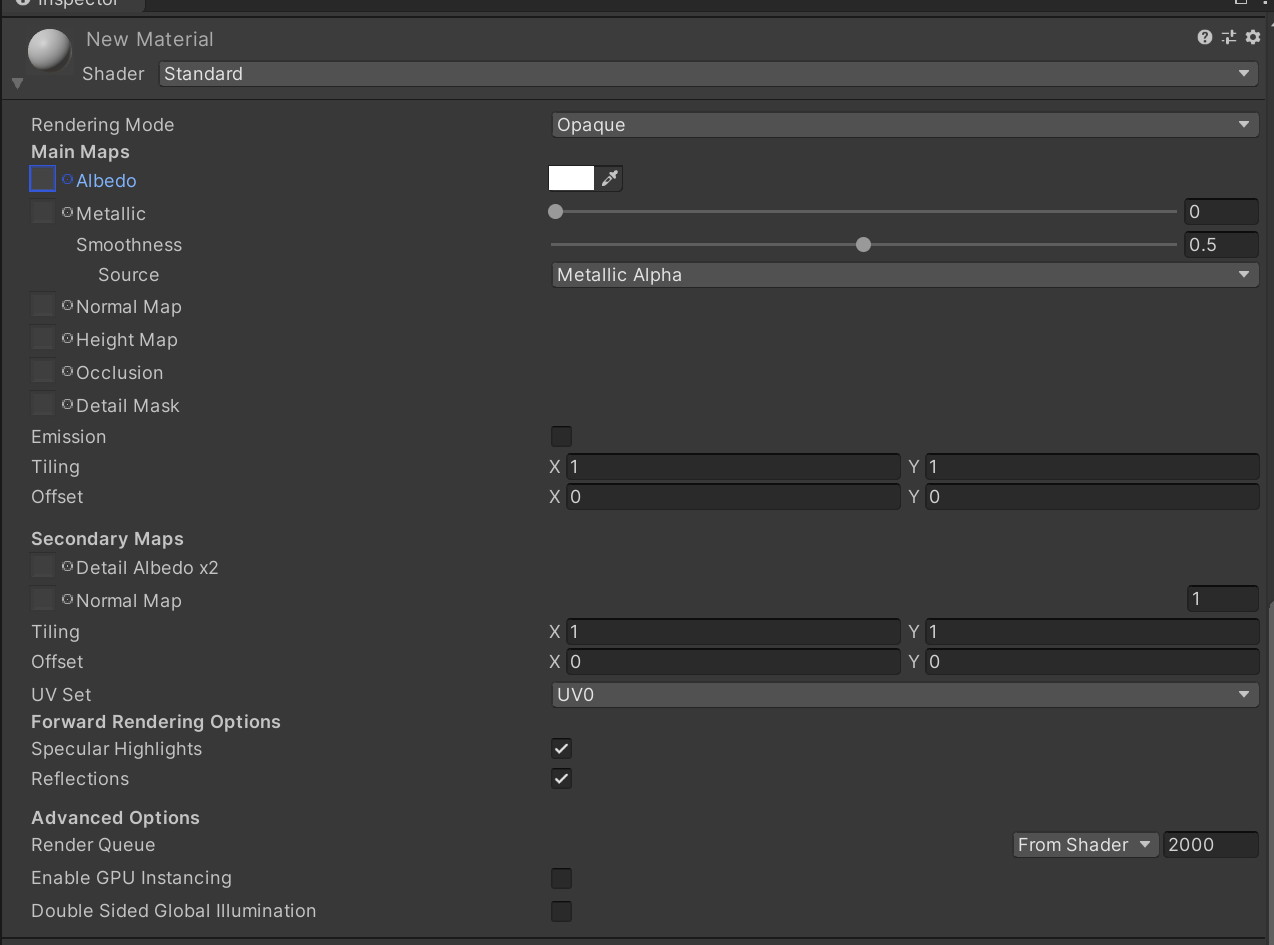 Inspector
New Material
Shader Standard
Rendering Mode Opaque
Main Maps
Albedo
Metallic 0
Smoothness 0.5
Source Metallic Alpha
Normal Map
Height Map
Occlusion
Detail Mask
Emission
Tiling X 1 Y 1
Offset X 0 Y 0
Secondary Maps
Detail Albedo x2
Normal Map 1
Tiling X 1 Y 1
Offset X 0 Y 0
UV Set UV0
Forward Rendering Options
Specular Highlights
Reflections
Advanced Options
Render Queue From Shader 2000
Enable GPU Instancing
Double Sided Global Illumination